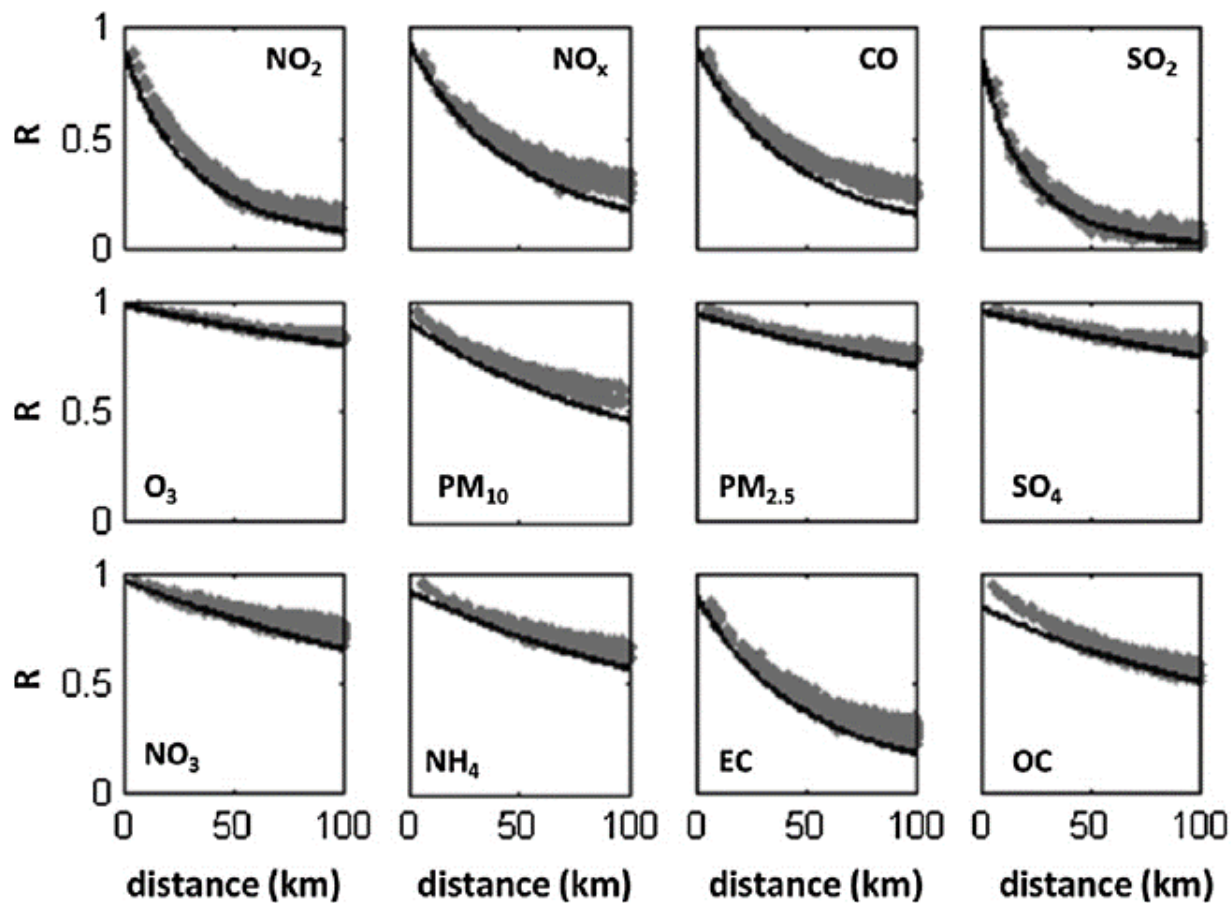 1
NO₂ NOₓ CO SO₂
R 0.5
0
1
R 0.5
O₃ PM₁₀ PM₂.₅ SO₄
0
1
R 0.5
NO₃ NH₄ EC OC
0
0 50 100 0 50 100 0 50 100 0 50 100
distance (km) distance (km) distance (km) distance (km)